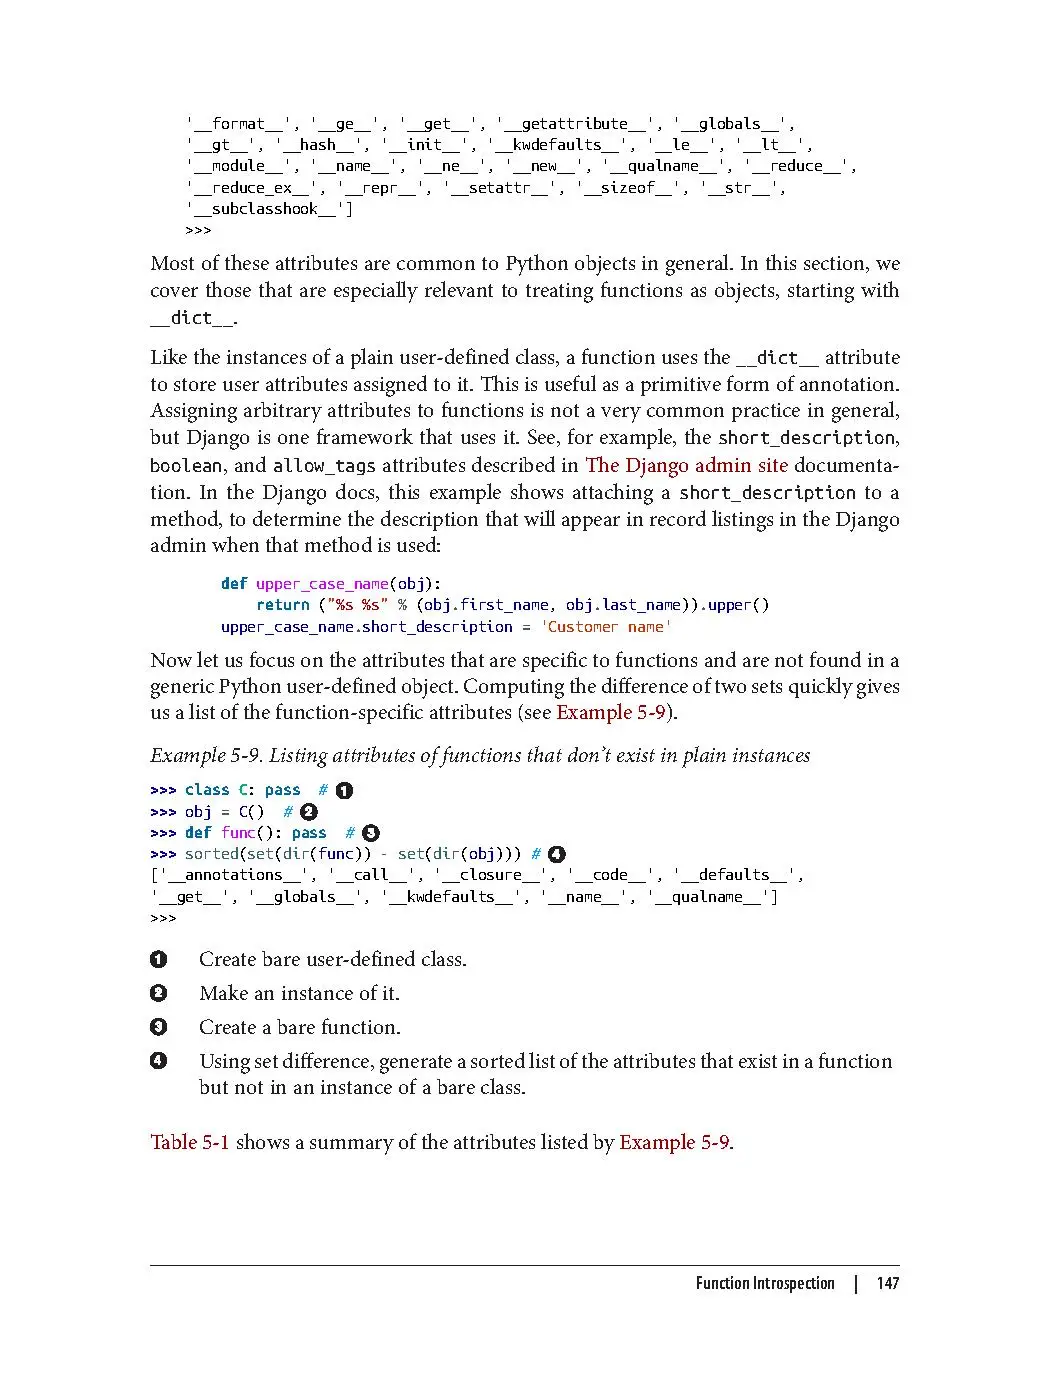 '__format__', '__ge__', '__get__', '__getattribute__', '__globals__',
'__gt__', '__hash__', '__init__', '__kwdefaults__', '__le__', '__lt__',
'__module__', '__name__', '__ne__', '__new__', '__qualname__', '__reduce__',
'__reduce_ex__', '__repr__', '__setattr__', '__sizeof__', '__str__',
'__subclasshook__']
>>>
Most of these attributes are common to Python objects in general. In this section, we
cover those that are especially relevant to treating functions as objects, starting with
__dict__.
Like the instances of a plain user-defined class, a function uses the __dict__ attribute
to store user attributes assigned to it. This is useful as a primitive form of annotation.
Assigning arbitrary attributes to functions is not a very common practice in general,
but Django is one framework that uses it. See, for example, the short_description,
boolean, and allow_tags attributes described in The Django admin site documenta-
tion. In the Django docs, this example shows attaching a short_description to a
method, to determine the description that will appear in record listings in the Django
admin when that method is used:
def upper_case_name(obj):
    return ("%s %s" % (obj.first_name, obj.last_name)).upper()
upper_case_name.short_description = 'Customer name'
Now let us focus on the attributes that are specific to functions and are not found in a
generic Python user-defined object. Computing the difference of two sets quickly gives
us a list of the function-specific attributes (see Example 5-9).
Example 5-9. Listing attributes of functions that don't exist in plain instances
>>> class C: pass # ❶
>>> obj = C() # ❷
>>> def func(): pass # ❸
>>> sorted(set(dir(func)) - set(dir(obj))) # ❹
['__annotations__', '__call__', '__closure__', '__code__', '__defaults__',
'__get__', '__globals__', '__kwdefaults__', '__name__', '__qualname__']
>>>
❶ Create bare user-defined class.
❷ Make an instance of it.
❸ Create a bare function.
❹ Using set difference, generate a sorted list of the attributes that exist in a function
but not in an instance of a bare class.
Table 5-1 shows a summary of the attributes listed by Example 5-9.
Function Introspection | 147